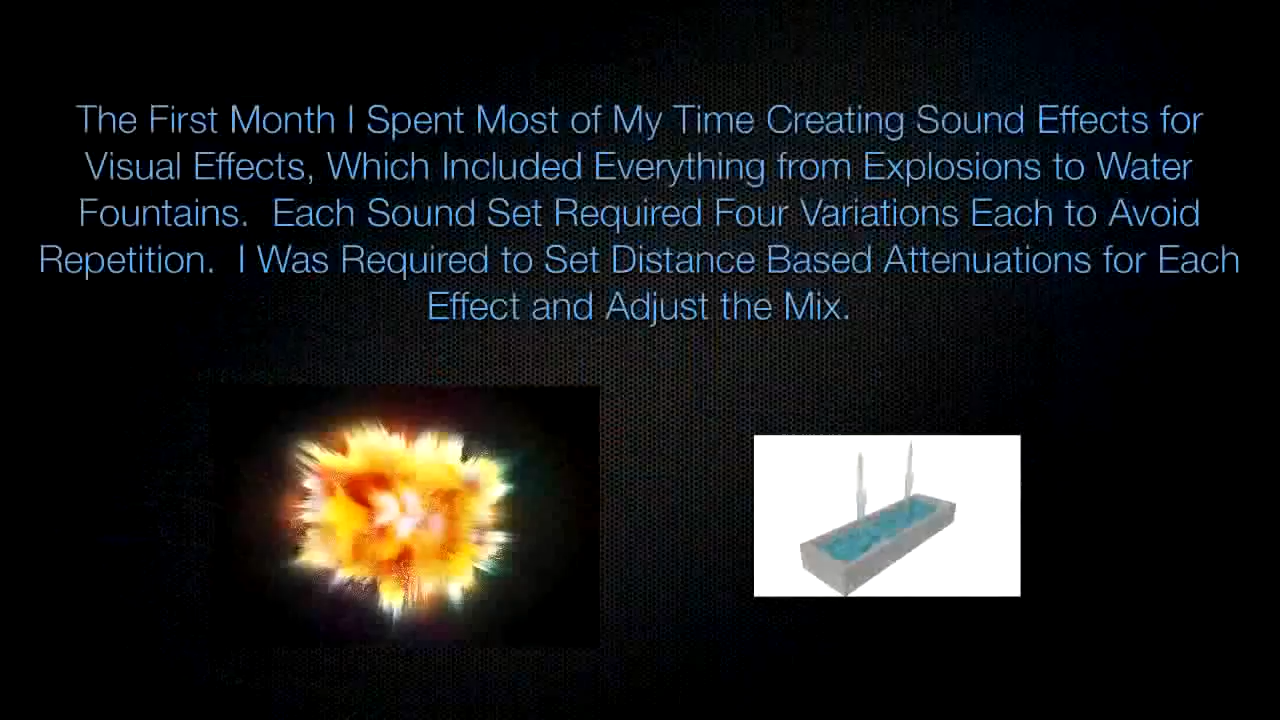 The First Month I Spent Most of My Time Creating Sound Effects for
Visual Effects, Which Included Everything from Explosions to Water
Fountains.  Each Sound Set Required Four Variations Each to Avoid
Repetition.  I Was Required to Set Distance Based Attenuations for Each
Effect and Adjust the Mix.